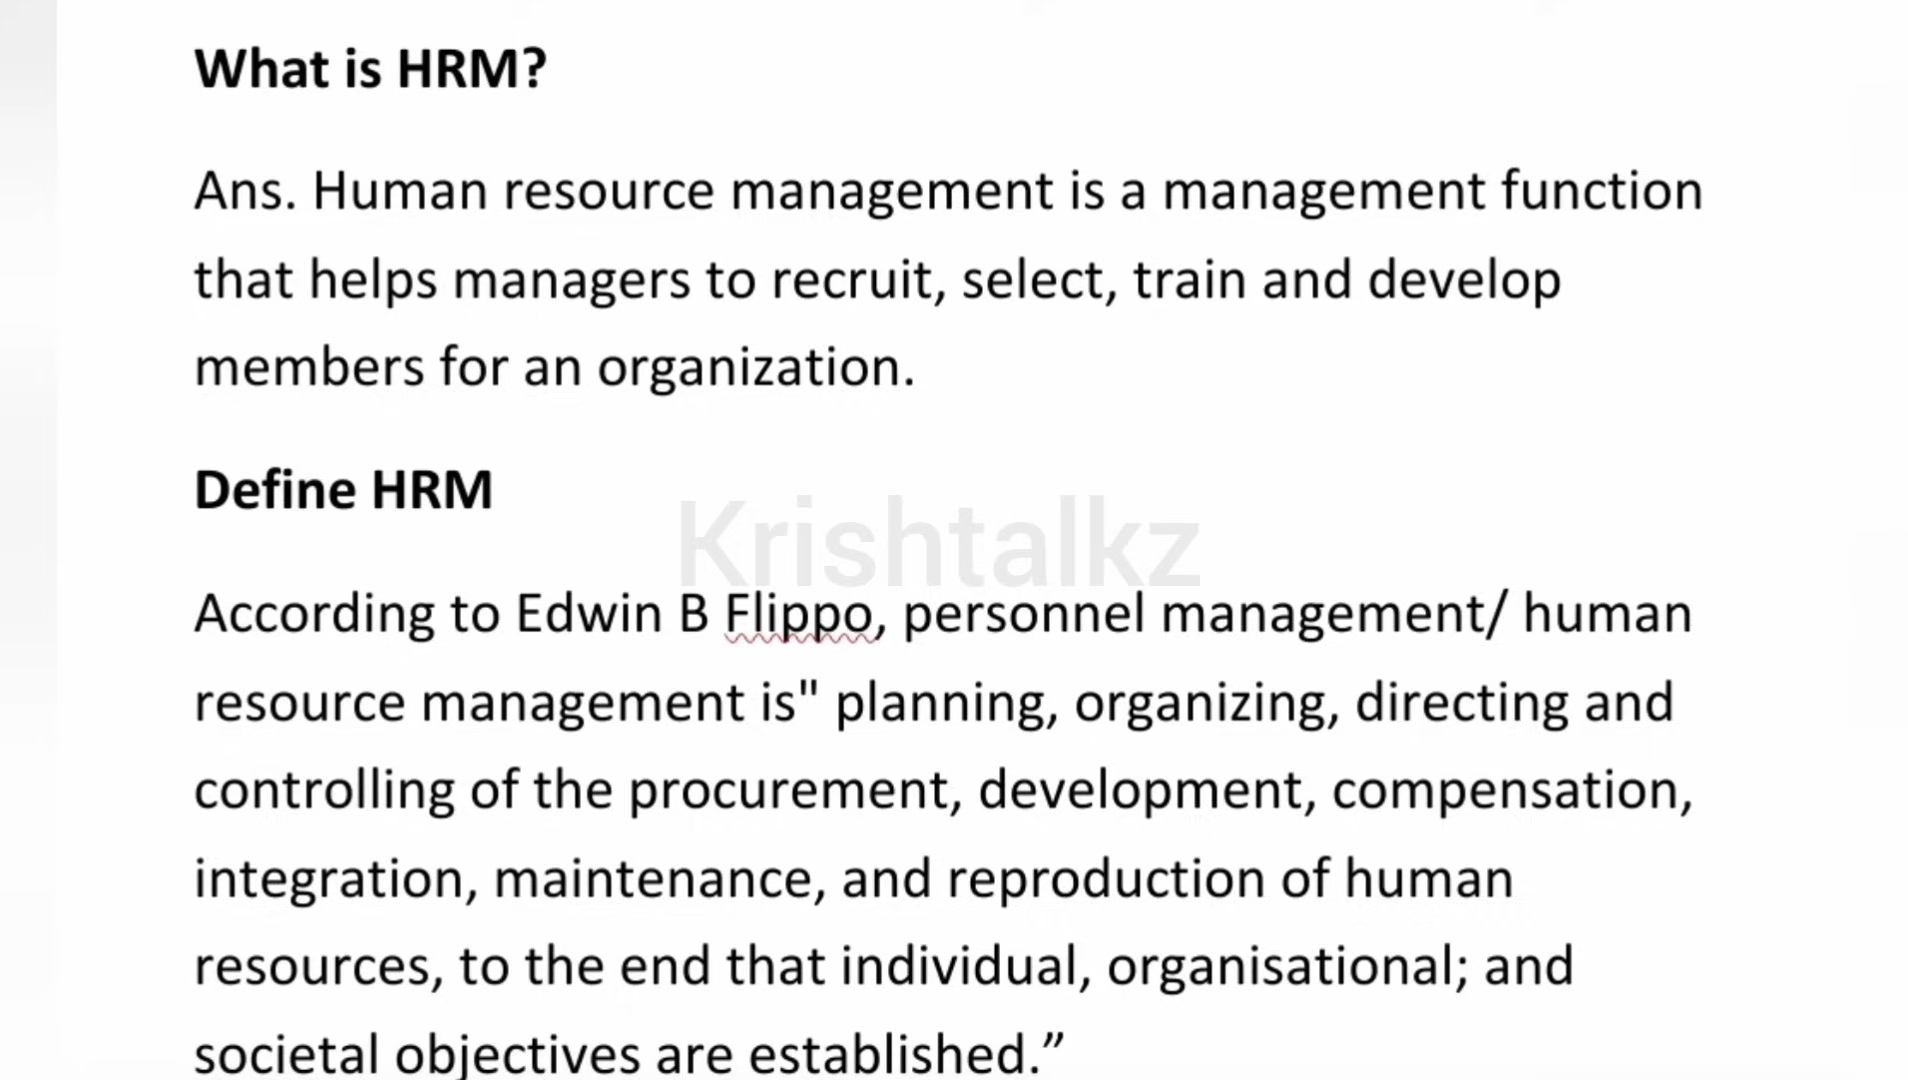 What is HRM?
Ans. Human resource management is a management function
that helps managers to recruit, select, train and develop
members for an organization.
Define HRM
Krishtalkz
According to Edwin B Flippo, personnel management/ human
resource management is" planning, organizing, directing and
controlling of the procurement, development, compensation,
integration, maintenance, and reproduction of human
resources, to the end that individual, organisational; and
societal objectives are established.”